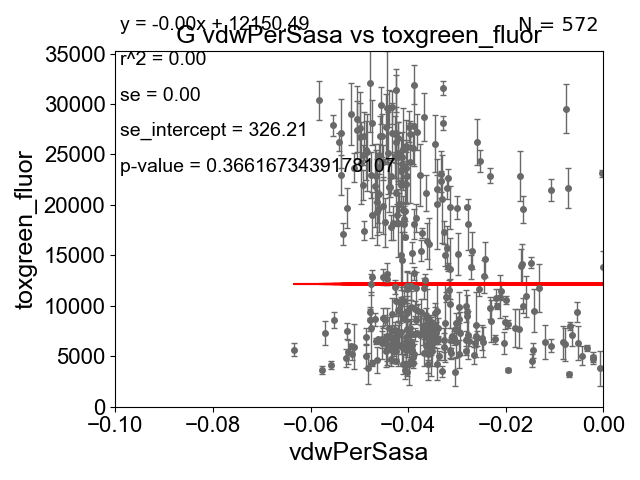 y = -0.00x + 12150.49
N = 572
G vdwPerSasa vs toxgreen_fluor
r^2 = 0.00
se = 0.00
se_intercept = 326.21
p-value = 0.3661673439178107
35000
30000
25000
20000
15000
10000
5000
0
toxgreen_fluor
−0.10 −0.08 −0.06 −0.04 −0.02 0.00
vdwPerSasa